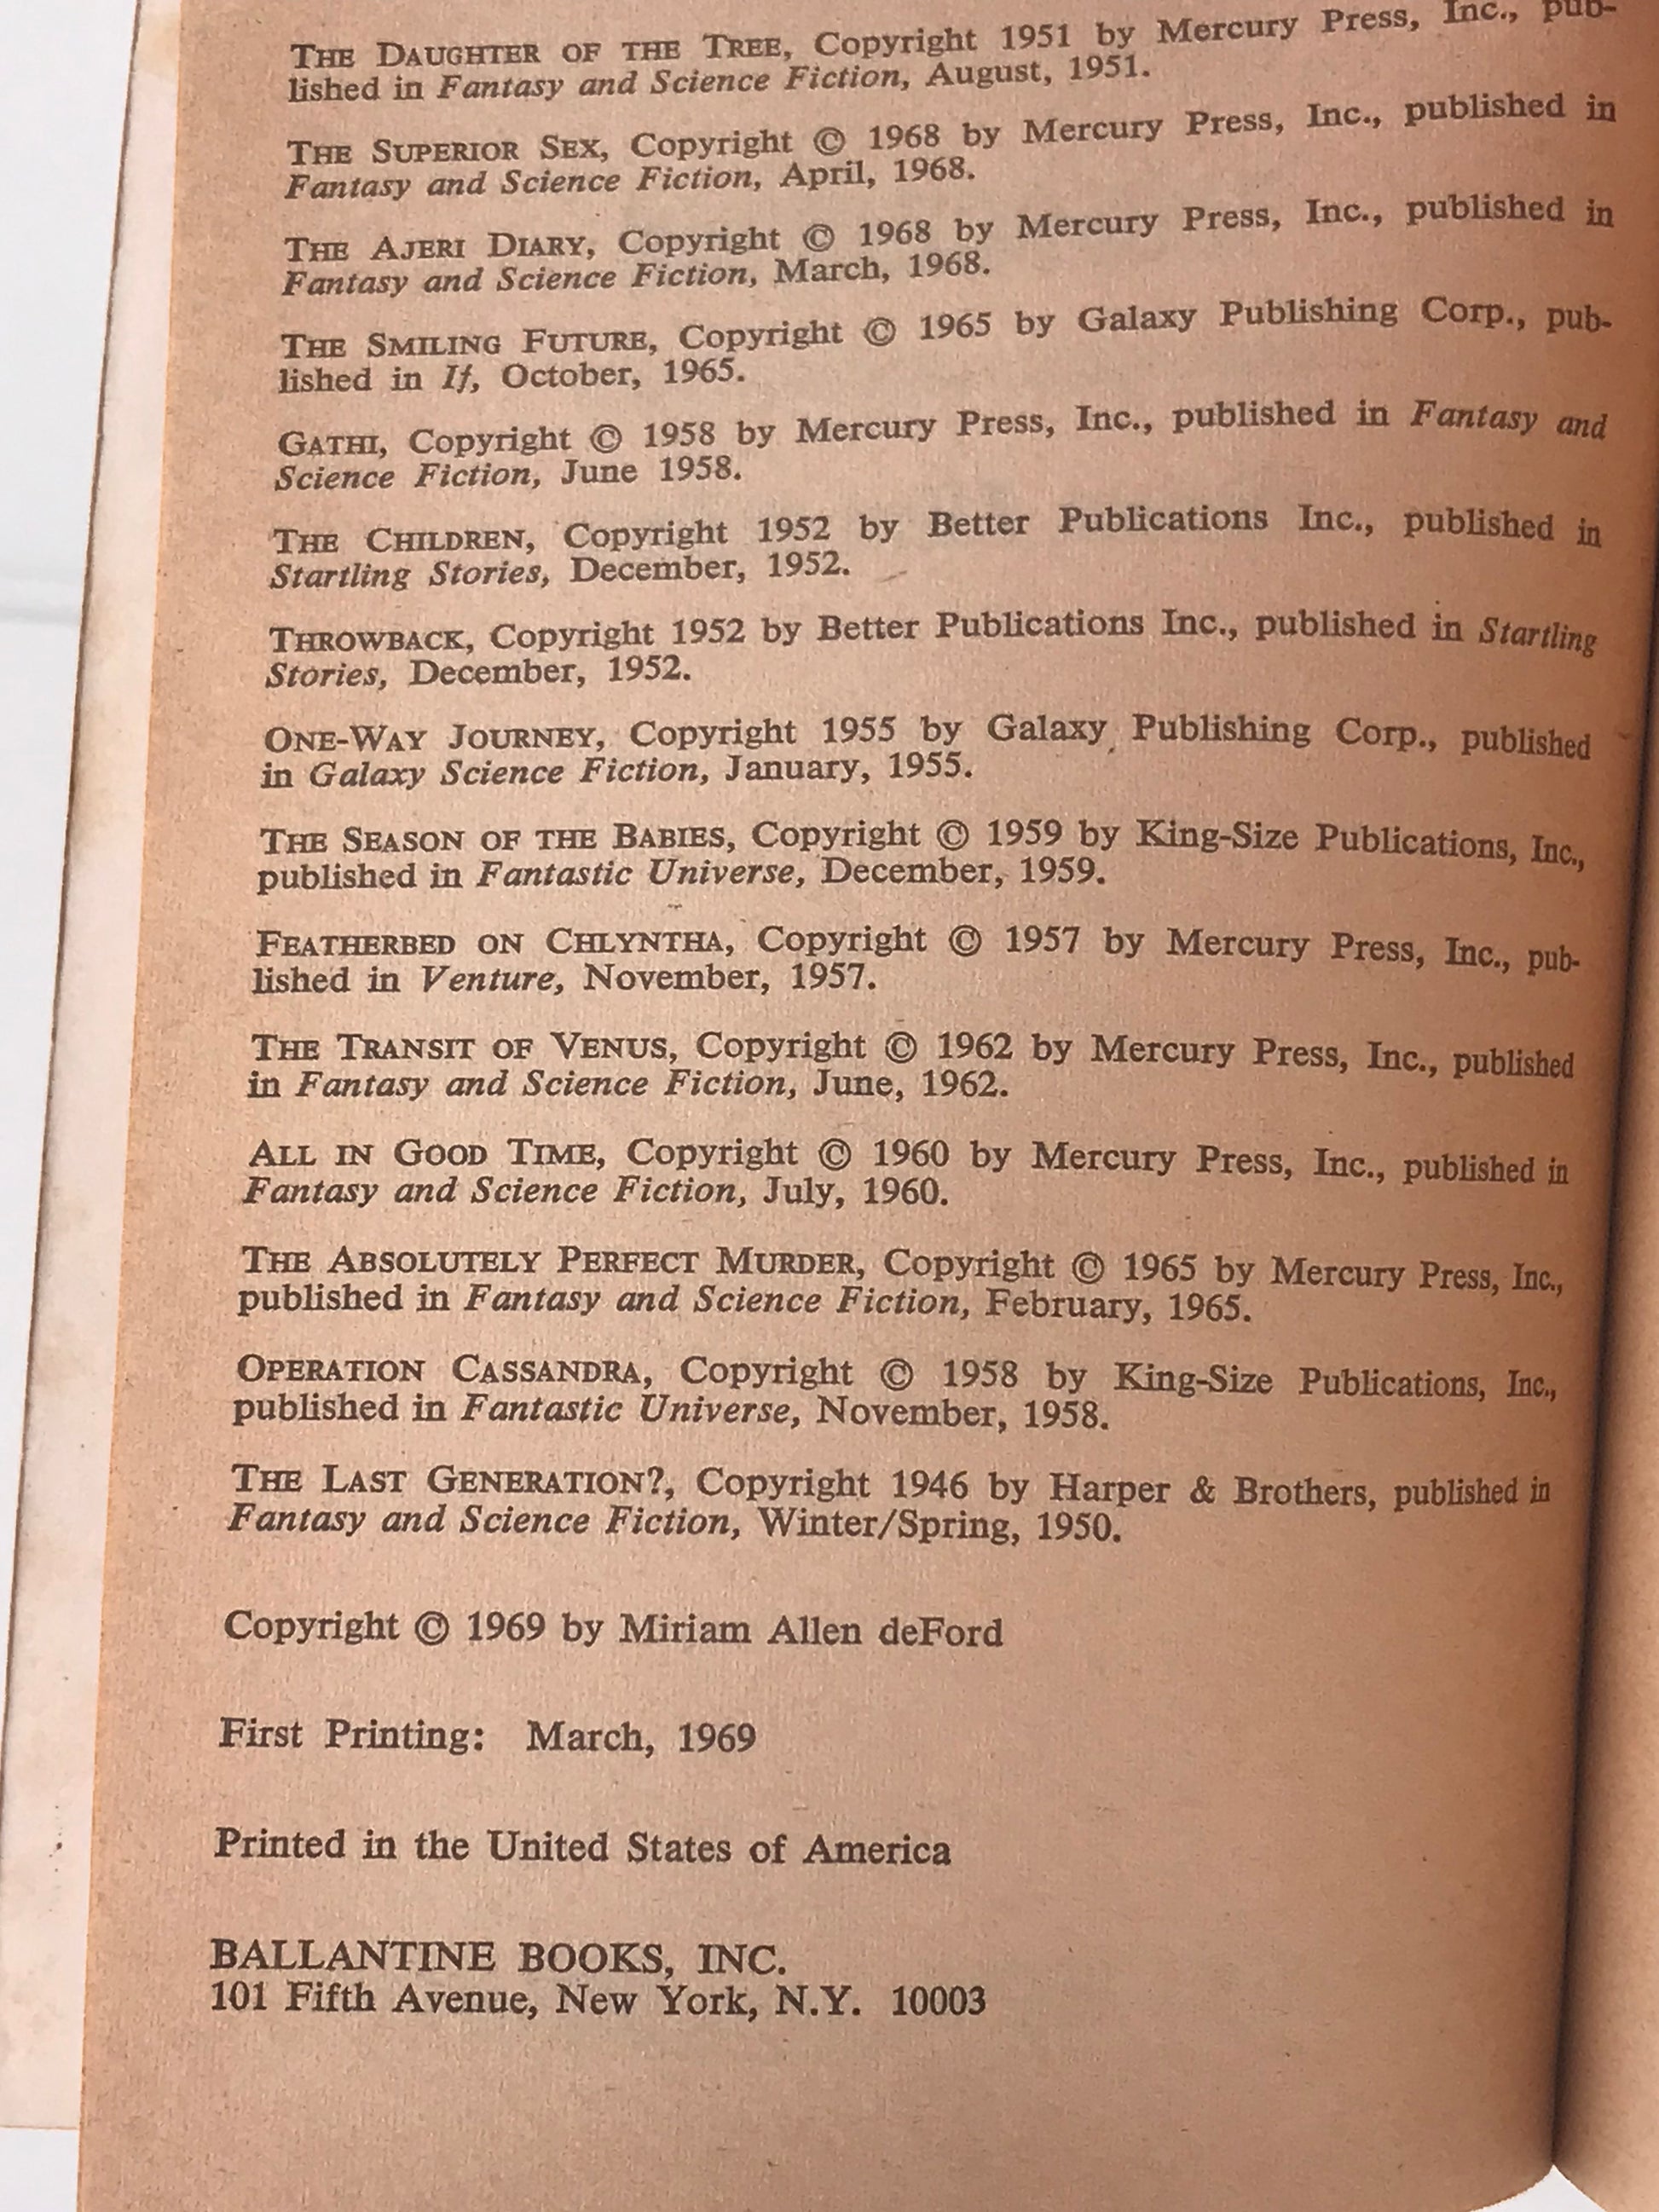 THE DAUGHTER OF THE TREE, Copyright 1951 by Mercury Press, Inc., pub-
lished in Fantasy and Science Fiction, August, 1951.
THE SUPERIOR SEX, Copyright © 1968 by Mercury Press, Inc., published in
Fantasy and Science Fiction, April, 1968.
THE AJERI DIARY, Copyright © 1968 by Mercury Press, Inc., published in
Fantasy and Science Fiction, March, 1968.
THE SMILING FUTURE, Copyright © 1965 by Galaxy Publishing Corp., pub-
lished in If, October, 1965.
GATHI, Copyright © 1958 by Mercury Press, Inc., published in Fantasy and
Science Fiction, June 1958.
THE CHILDREN, Copyright 1952 by Better Publications Inc., published in
Startling Stories, December, 1952.
THROWBACK, Copyright 1952 by Better Publications Inc., published in Startling
Stories, December, 1952.
ONE-WAY JOURNEY, Copyright 1955 by Galaxy Publishing Corp., published
in Galaxy Science Fiction, January, 1955.
THE SEASON OF THE BABIES, Copyright © 1959 by King-Size Publications, Inc.,
published in Fantastic Universe, December, 1959.
FEATHERBED ON CHLYNTHA, Copyright © 1957 by Mercury Press, Inc., pub-
lished in Venture, November, 1957.
THE TRANSIT OF VENUS, Copyright © 1962 by Mercury Press, Inc., published
in Fantasy and Science Fiction, June, 1962.
ALL IN GOOD TIME, Copyright © 1960 by Mercury Press, Inc., published in
Fantasy and Science Fiction, July, 1960.
THE ABSOLUTELY PERFECT MURDER, Copyright © 1965 by Mercury Press, Inc.,
published in Fantasy and Science Fiction, February, 1965.
OPERATION CASSANDRA, Copyright © 1958 by King-Size Publications, Inc.,
published in Fantastic Universe, November, 1958.
THE LAST GENERATION?, Copyright 1946 by Harper & Brothers, published in
Fantasy and Science Fiction, Winter/Spring, 1950.
Copyright © 1969 by Miriam Allen deFord
First Printing: March, 1969
Printed in the United States of America
BALLANTINE BOOKS, INC.
101 Fifth Avenue, New York, N.Y. 10003